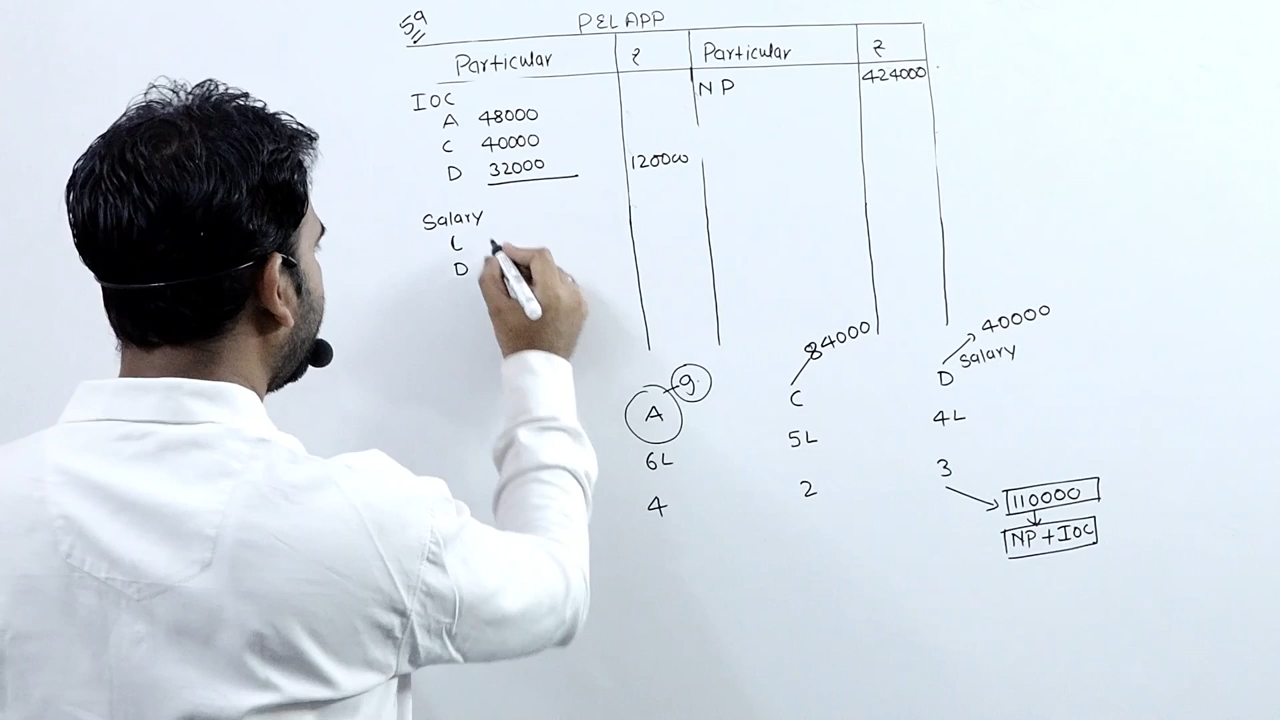 59
P&L APP
Particular ₹ Particular ₹
NP 424000
IOC
A 48000
C 40000
D 32000 120000
Salary
C
D
84000 40000
Salary
A g. C D
6L 5L 4L
4 2 3
110000
NP + IOC